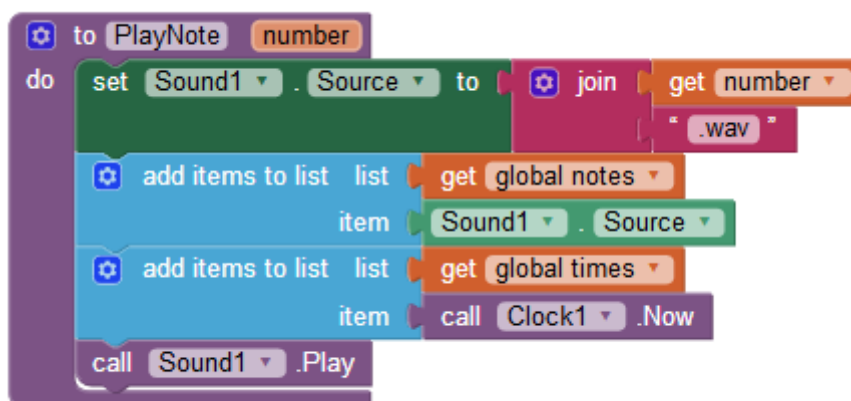 to PlayNote number
do set Sound1 . Source to join get number
" .wav "
add items to list list get global notes
item Sound1 . Source
add items to list list get global times
item call Clock1 .Now
call Sound1 .Play